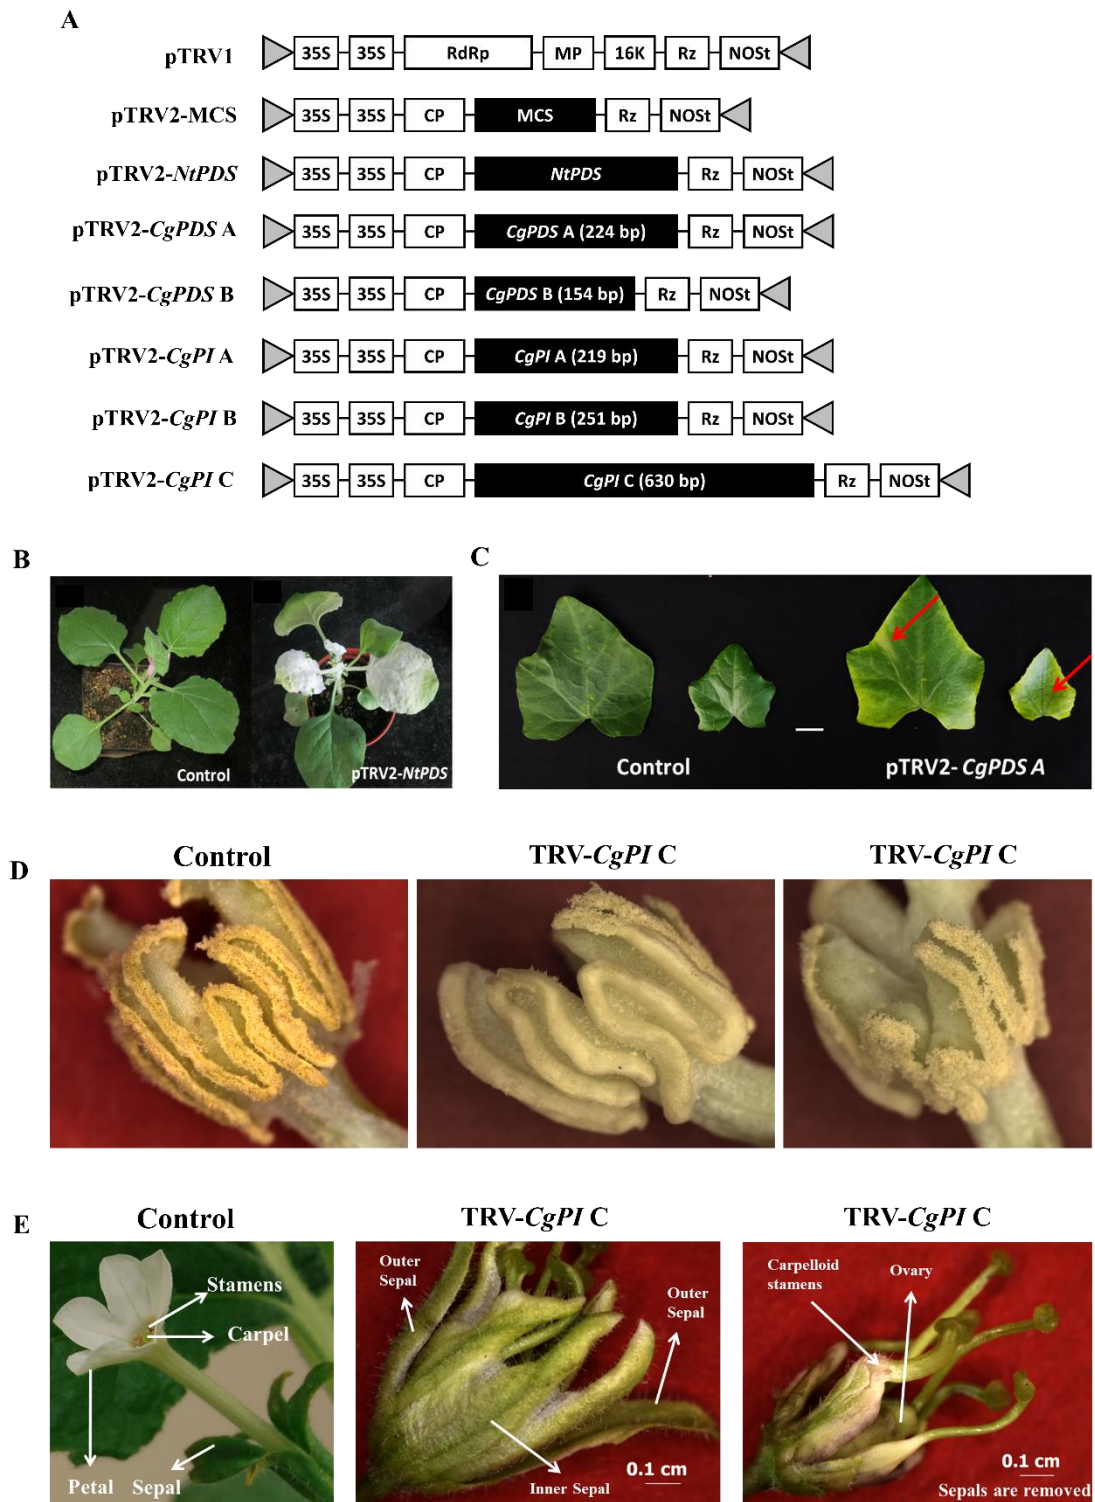 A
pTRV1 35S 35S RdRp MP 16K Rz NOSt
pTRV2-MCS 35S 35S CP MCS Rz NOSt
pTRV2-NtPDS 35S 35S CP NtPDS Rz NOSt
pTRV2-CgPDS A 35S 35S CP CgPDS A (224 bp) Rz NOSt
pTRV2-CgPDS B 35S 35S CP CgPDS B (154 bp) Rz NOSt
pTRV2-CgPI A 35S 35S CP CgPI A (219 bp) Rz NOSt
pTRV2-CgPI B 35S 35S CP CgPI B (251 bp) Rz NOSt
pTRV2-CgPI C 35S 35S CP CgPI C (630 bp) Rz NOSt
B
Control
pTRV2-NtPDS
C
Control
pTRV2- CgPDS A
D
Control
TRV-CgPI C
TRV-CgPI C
E
Control
Stamens
Carpel
Petal
Sepal
TRV-CgPI C
Outer
Sepal
Outer
Sepal
Inner Sepal
0.1 cm
TRV-CgPI C
Carpelloid
stamens
Ovary
0.1 cm
Sepals are removed